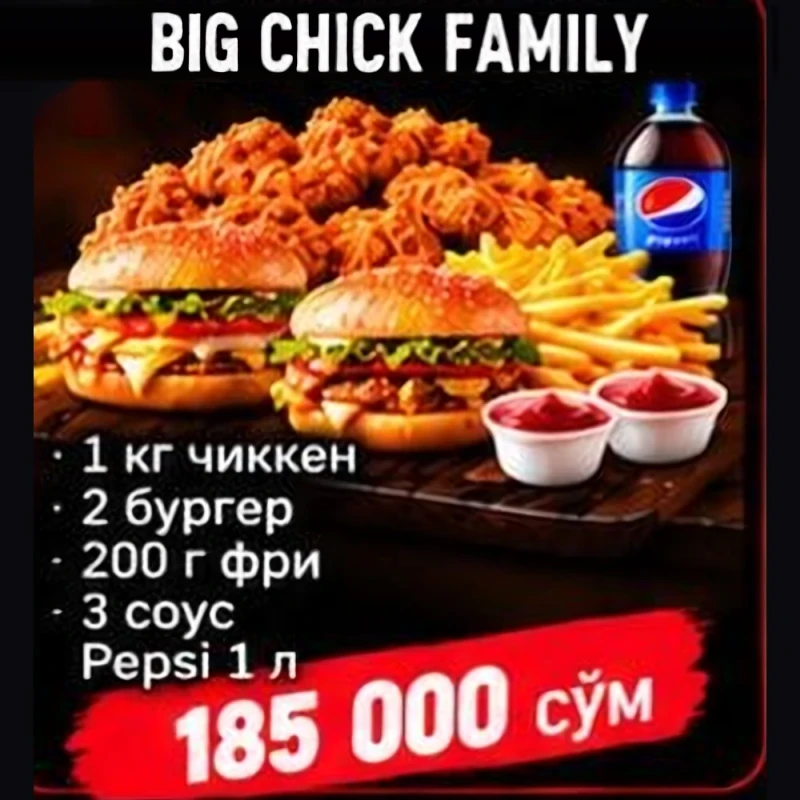 BIG CHICK FAMILY
· 1 кг чиккен
· 2 бургер
· 200 г фри
- 3 соус
Pepsi 1 л
185 000 сўм